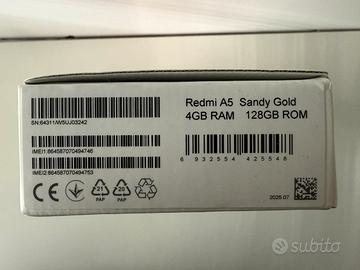 Redmi A5 Sandy Gold
4GB RAM 128GB ROM
SN:64311/W5UJ03242
IMEI1:864587070494746
IMEI2:864587070494753
6 932554 425548
CE
21
PAP
20
PAP
2025.07
subito